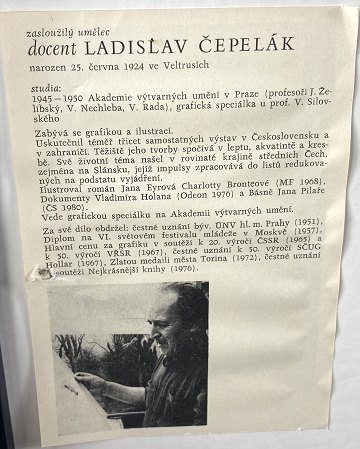 zasloužilý umělec
docent LADISLAV ČEPELÁK
narozen 25. června 1924 ve Veltrusích
studia:
1945—1950 Akademie výtvarných umění v Praze (profesoři J. Že-
libský, V. Nechleba, V. Rada), grafická speciálka u prof. V. Silov-
ského
Zabývá se grafikou a ilustrací.
Uskutečnil téměř třicet samostatných výstav v Československu a
v zahraničí. Těžiště jeho tvorby spočívá v leptu, akvatintě a kres-
bě. Své životní téma našel v rovinaté krajině středních Čech,
zejména na Slánsku, jejíž impulsy zpracovává do listů redukova-
ných na podstatu vyjádření.
Ilustroval román Jana Eyrová Charlotty Brontëové (MF 1968),
Dokumenty Vladimíra Holana (Odeon 1976) a Básně Jana Pilaře
(ČS 1980).
Vede grafickou speciálku na Akademii výtvarných umění.
Za své dílo obdržel: čestné uznání býv. ÚNV hl. m. Prahy (1951),
Diplom na VI. světovém festivalu mládeže v Moskvě (1957),
Hlavní cenu za grafiku v soutěži k 20. výročí ČSSR (1965) a
k 50. výročí VŘSR (1967), čestné uznání k 50. výročí SČUG
Hollar (1967), Zlatou medaili města Torina (1972), čestné uznání
soutěži Nejkrásnější knihy (1976).